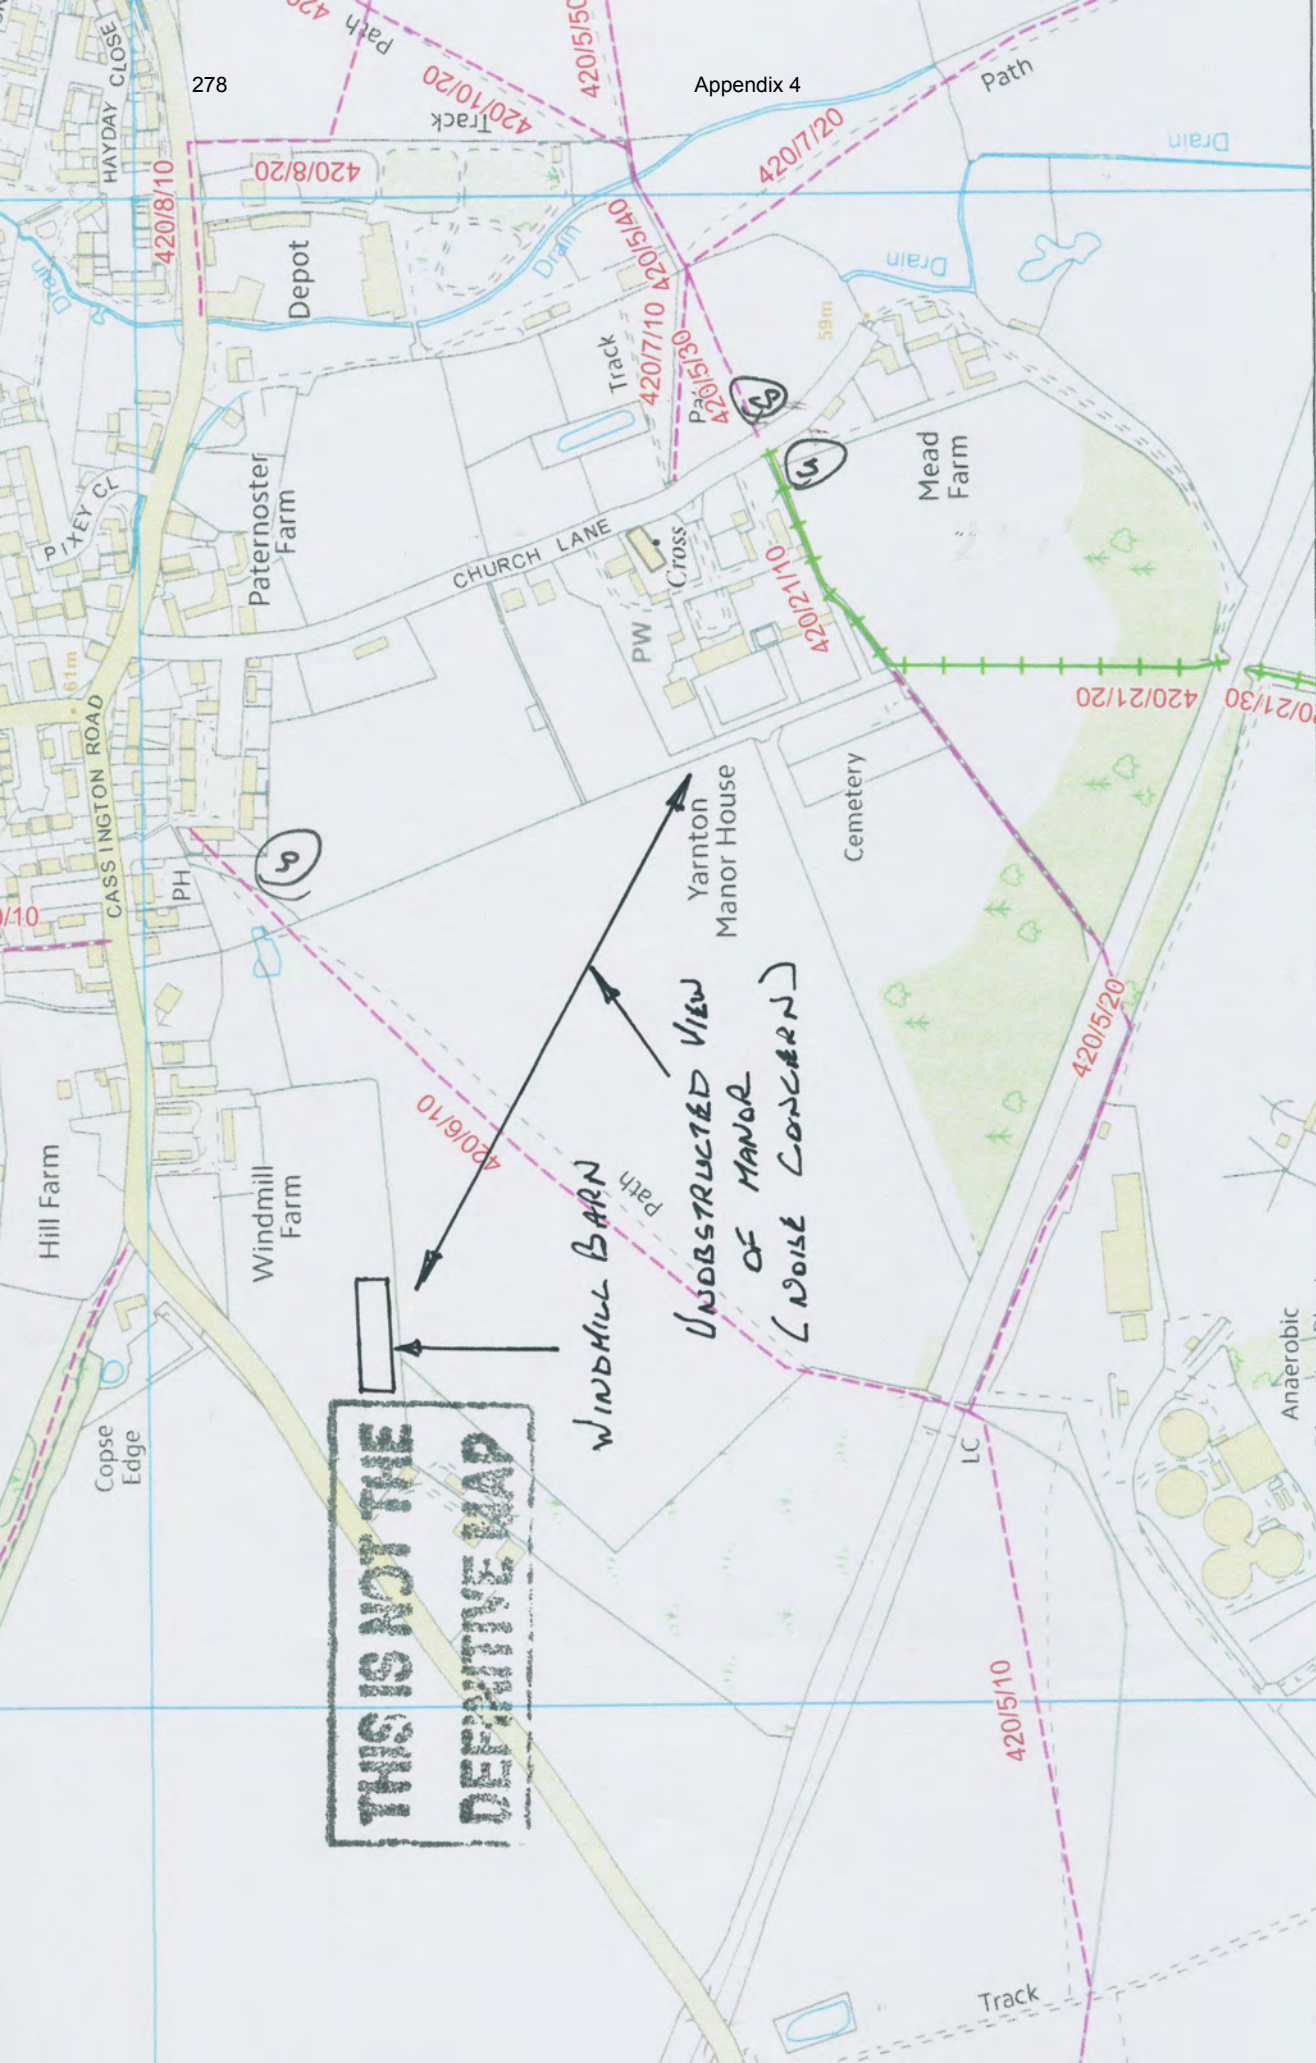 278
Appendix 4
HAYDAY CLOSE
Path
420/10/20
420/5/50
Track
Path
Drain
420/7/20
420/8/10
420/8/20
Drain
Depot
Drain
420/5/40
Drain
420/7/10
420/5/30
59m
Track
PIXEY CL
Paternoster
Farm
CHURCH LANE
Cross
PW
Mead
Farm
420/21/10
61m
CASSINGTON ROAD
420/21/20
420/21/30
PH
Yarnton
Manor House
Cemetery
/10
UNOBSTRUCTED VIEW
OF MANOR
(NOISE CONCERN)
420/5/20
420/6/10
Path
Hill Farm
Windmill
Farm
WINDMILL BARN
Copse
Edge
LC
Anaerobic
THIS IS NOT THE
DEFINITIVE MAP
420/5/10
Track